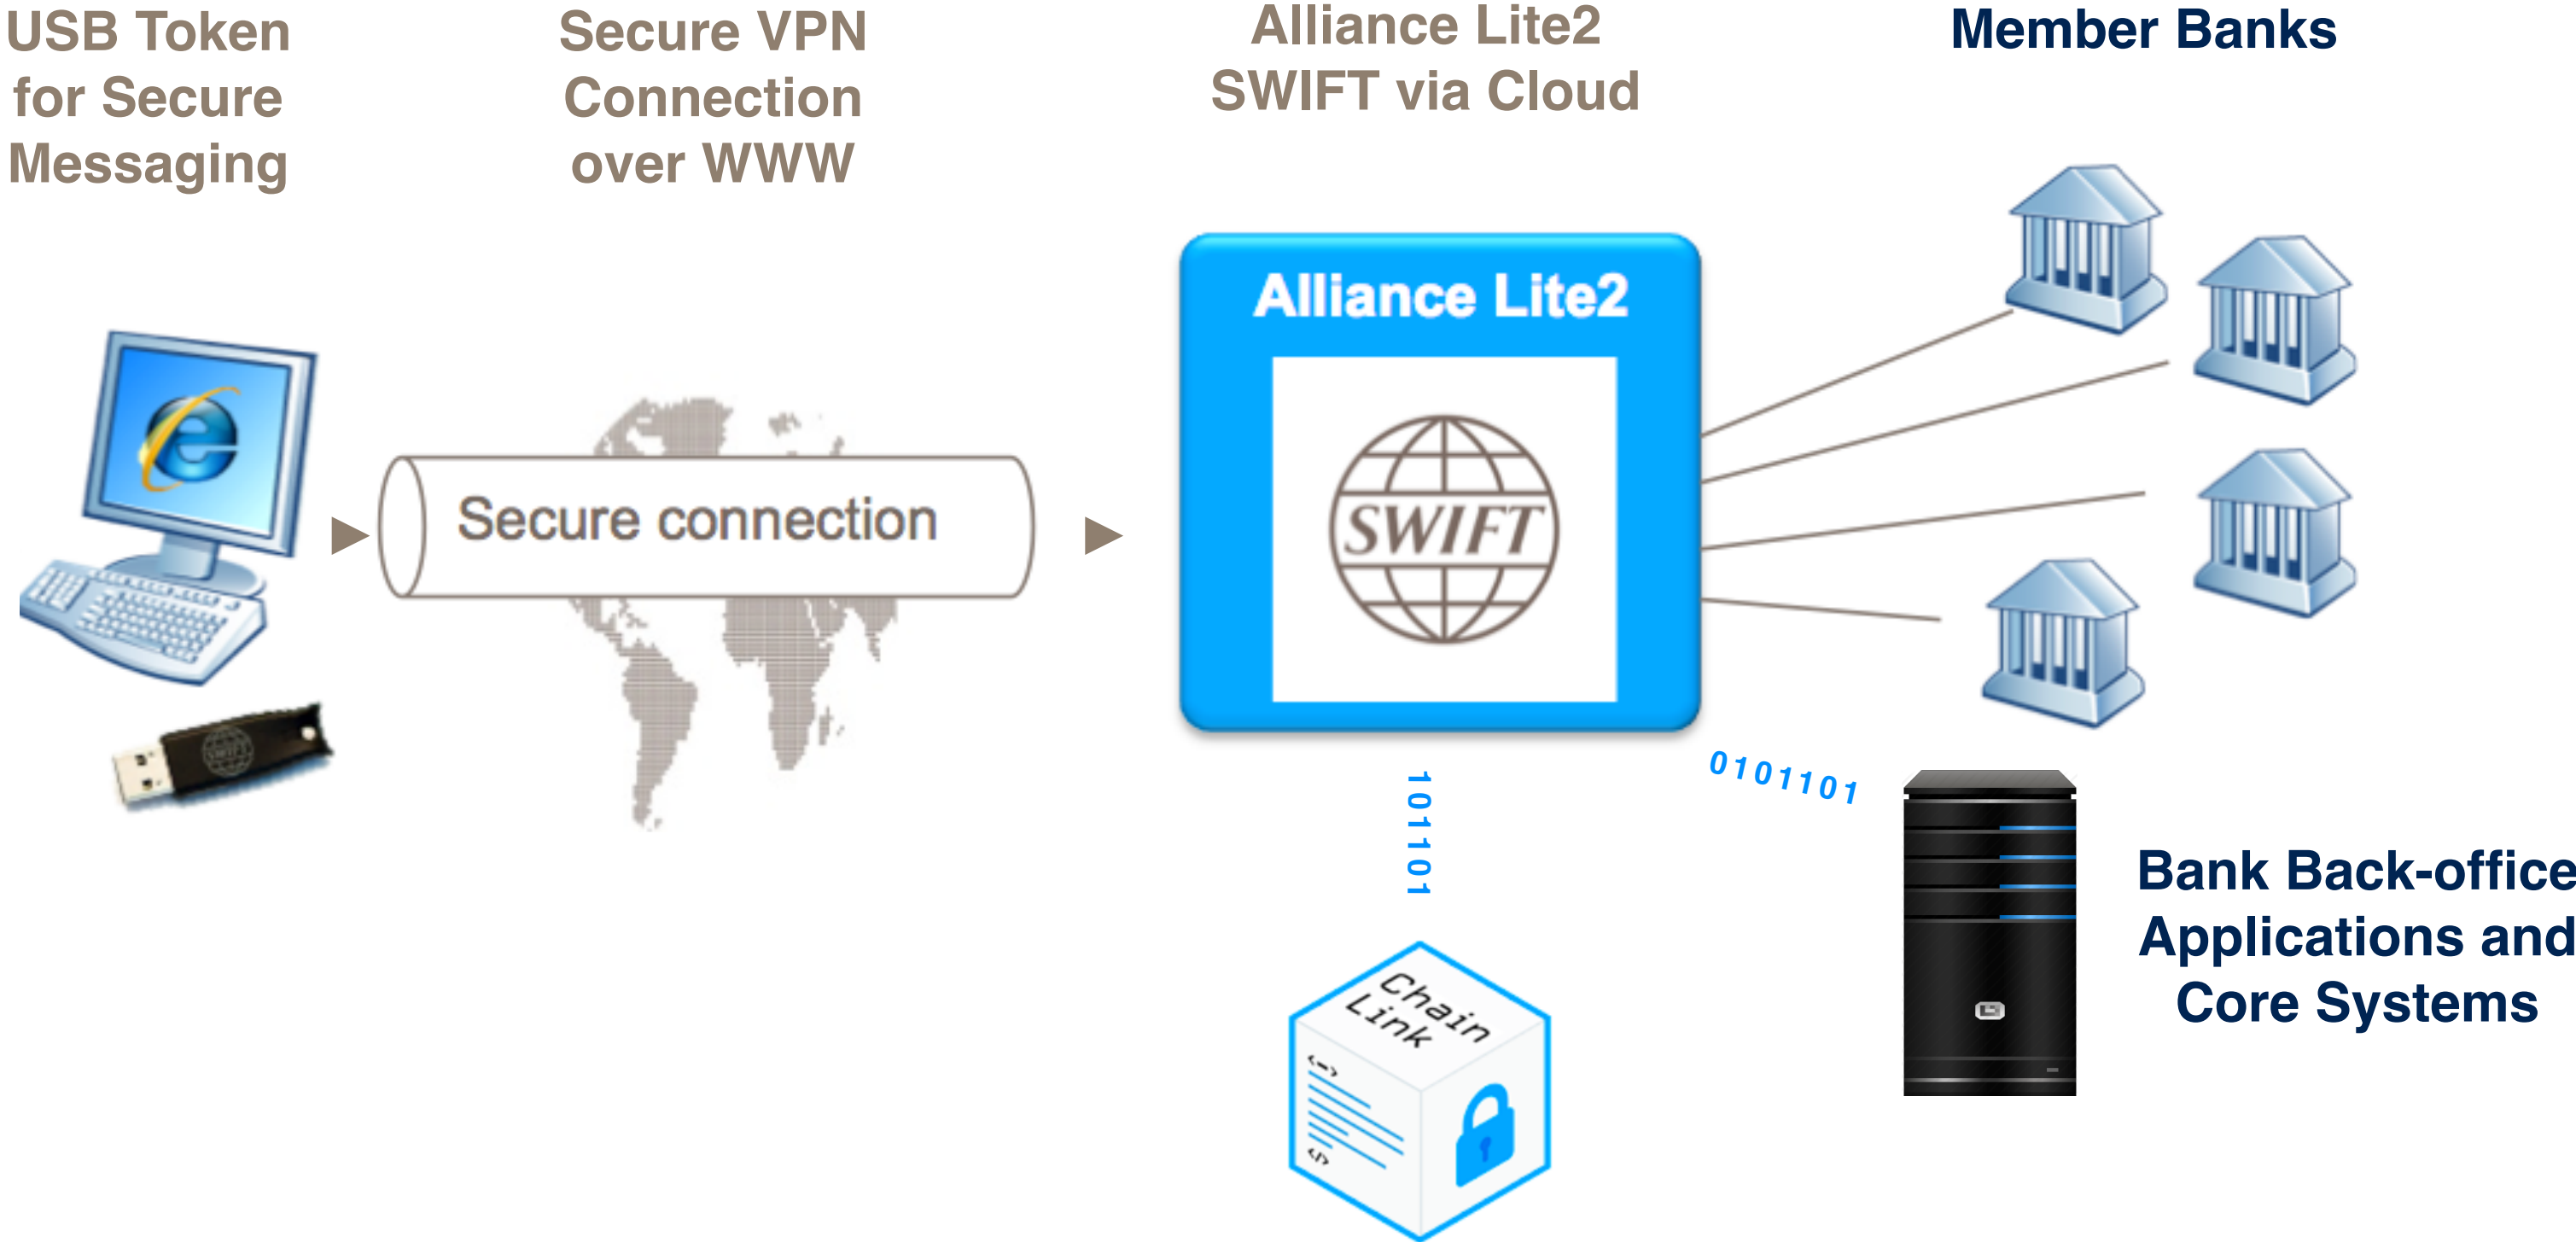 USB Token
for Secure
Messaging
Secure VPN
Connection
over WWW
Alliance Lite2
SWIFT via Cloud
Member Banks
Alliance Lite2
SWIFT
Secure connection
SWIFT
0101101
101101
Bank Back-office
Applications and
Core Systems
Chain
Link
<->
</>